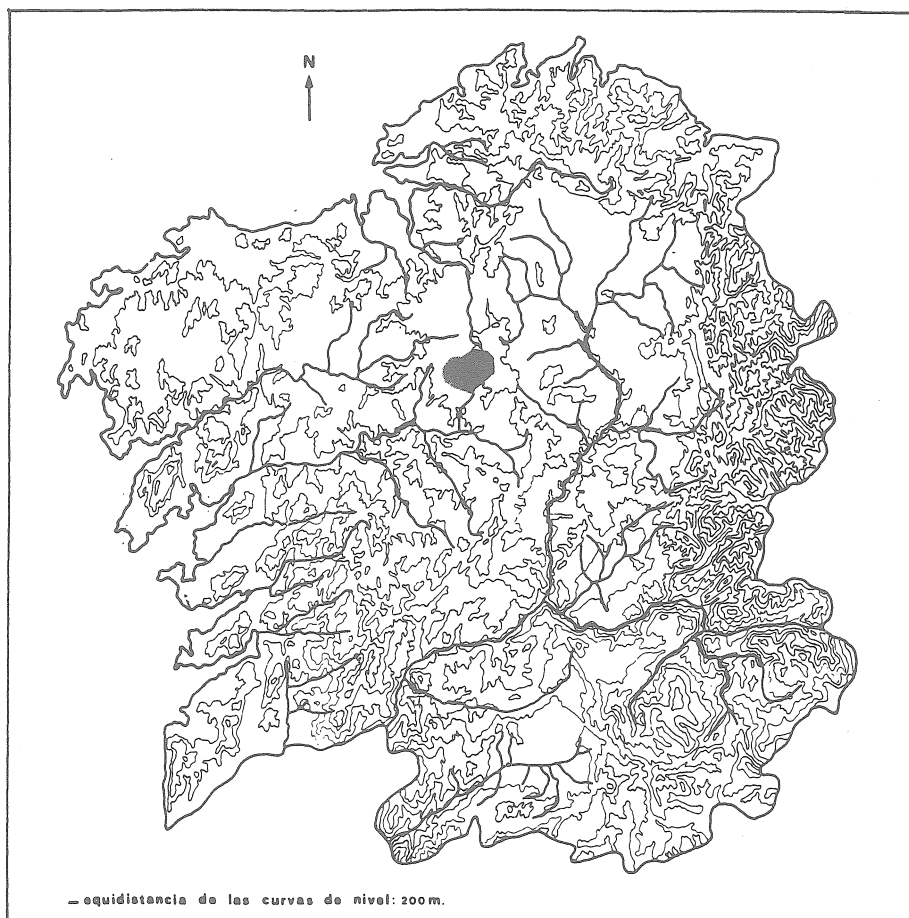 N
— equidistancia de las curvas de nivel: 200 m.